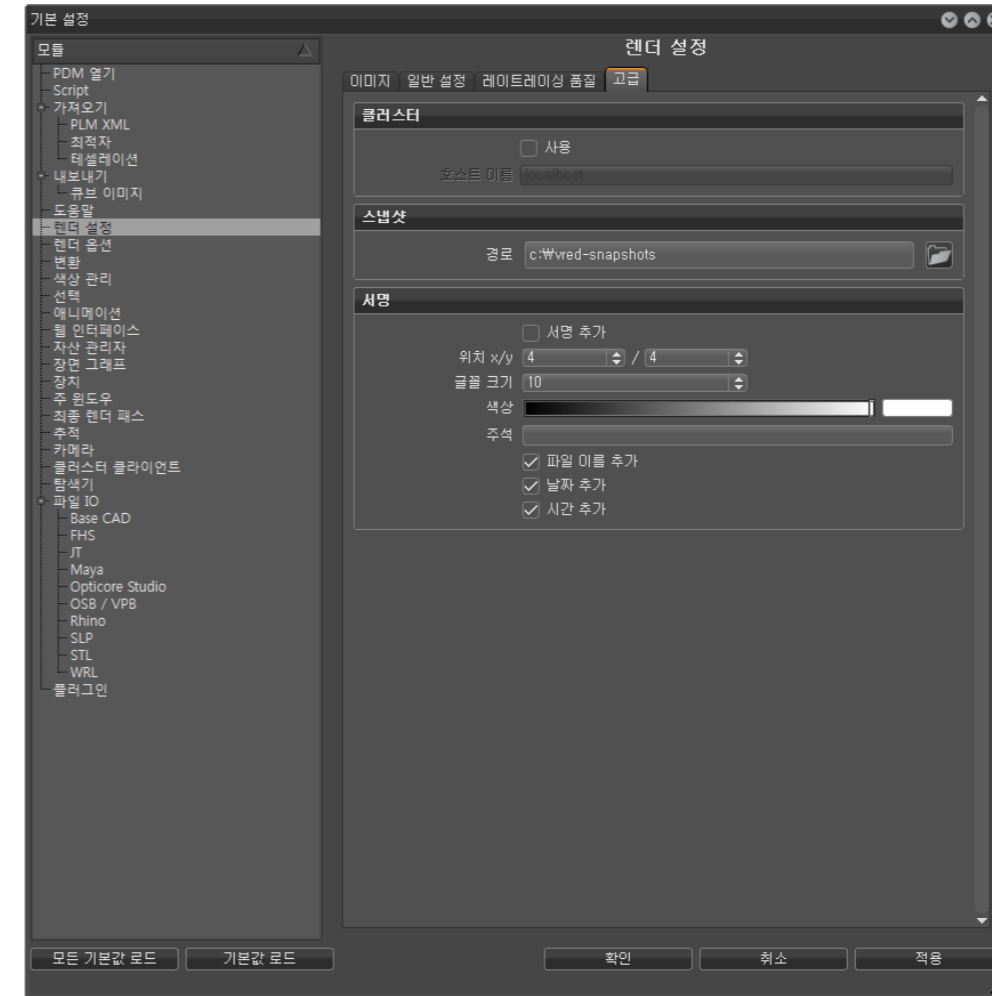 기본 설정
모듈
PDM 열기
Script
가져오기
PLM XML
최적자
테셀레이션
내보내기
큐브 이미지
도움말
렌더 설정
렌더 옵션
변환
색상 관리
선택
애니메이션
웹 인터페이스
자산 관리자
장면 그래프
장치
주 윈도우
최종 렌더 패스
추적
카메라
클러스터 클라이언트
탐색기
파일 IO
Base CAD
FHS
JT
Maya
Opticore Studio
OSB / VPB
Rhino
SLP
STL
WRL
플러그인
렌더 설정
이미지 일반 설정 레이트레이싱 품질 고급
클러스터
사용
호스트 이름 localhost
스냅샷
경로 c:₩vred-snapshots
서명
서명 추가
위치 x/y 4 / 4
글꼴 크기 10
색상
주석
파일 이름 추가
날짜 추가
시간 추가
모든 기본값 로드 기본값 로드 확인 취소 적용